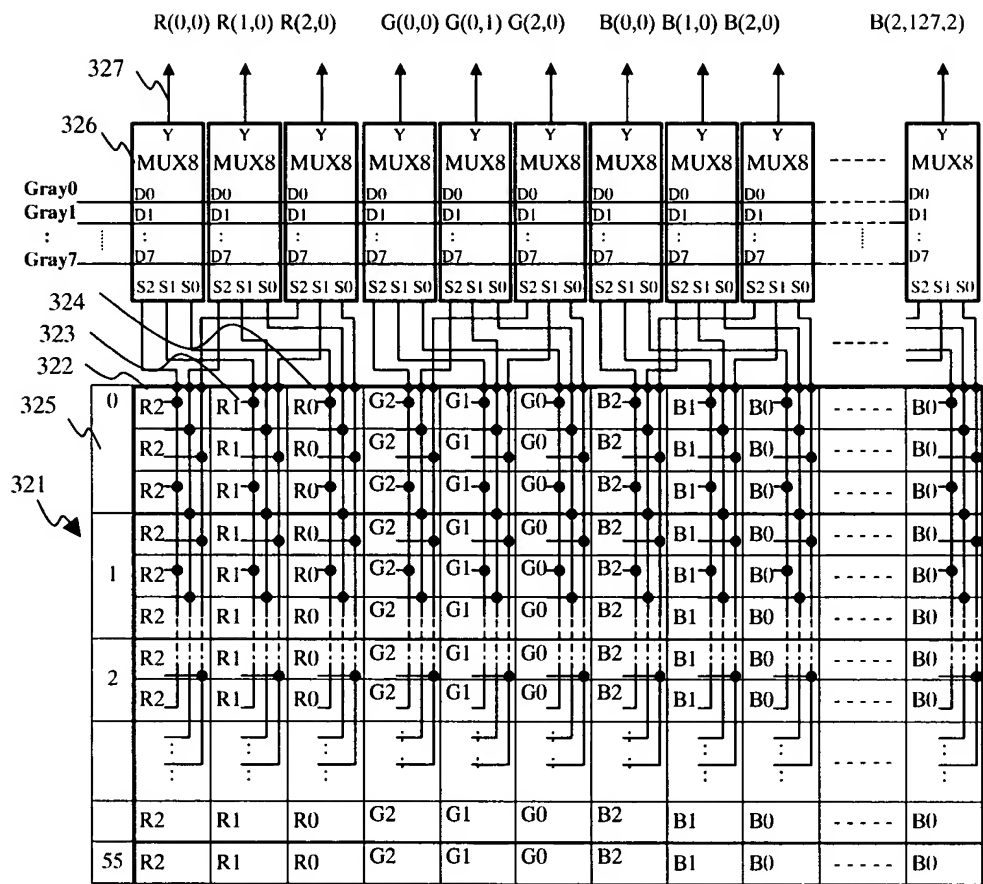 R(0,0) R(1,0) R(2,0) G(0,0) G(0,1) G(2,0) B(0,0) B(1,0) B(2,0) B(2,127,2)
327
326
Y Y Y Y Y Y Y Y Y Y
MUX8 MUX8 MUX8 MUX8 MUX8 MUX8 MUX8 MUX8 MUX8 ----- MUX8
Gray0 D0 D0 D0 D0 D0 D0 D0 D0 D0 D0
Gray1 D1 D1 D1 D1 D1 D1 D1 D1 D1 D1
: : : : : : : : : : :
Gray7 D7 D7 D7 D7 D7 D7 D7 D7 D7 D7
S2 S1 S0 S2 S1 S0 S2 S1 S0 S2 S1 S0 S2 S1 S0 S2 S1 S0 S2 S1 S0 S2 S1 S0 S2 S1 S0 S2 S1 S0
324
323
322
325
321
0 R2 R1 R0 G2 G1 G0 B2 B1 B0 ----- B0
R2 R1 R0 G2 G1 G0 B2 B1 B0 ----- B0
R2 R1 R0 G2 G1 G0 B2 B1 B0 ----- B0
R2 R1 R0 G2 G1 G0 B2 B1 B0 ----- B0
1 R2 R1 R0 G2 G1 G0 B2 B1 B0 ----- B0
R2 R1 R0 G2 G1 G0 B2 B1 B0 ----- B0
2 R2 R1 R0 G2 G1 G0 B2 B1 B0 ----- B0
R2 R1 R0 G2 G1 G0 B2 B1 B0 ----- B0
R2 R1 R0 G2 G1 G0 B2 B1 B0 ----- B0
55 R2 R1 R0 G2 G1 G0 B2 B1 B0 ----- B0